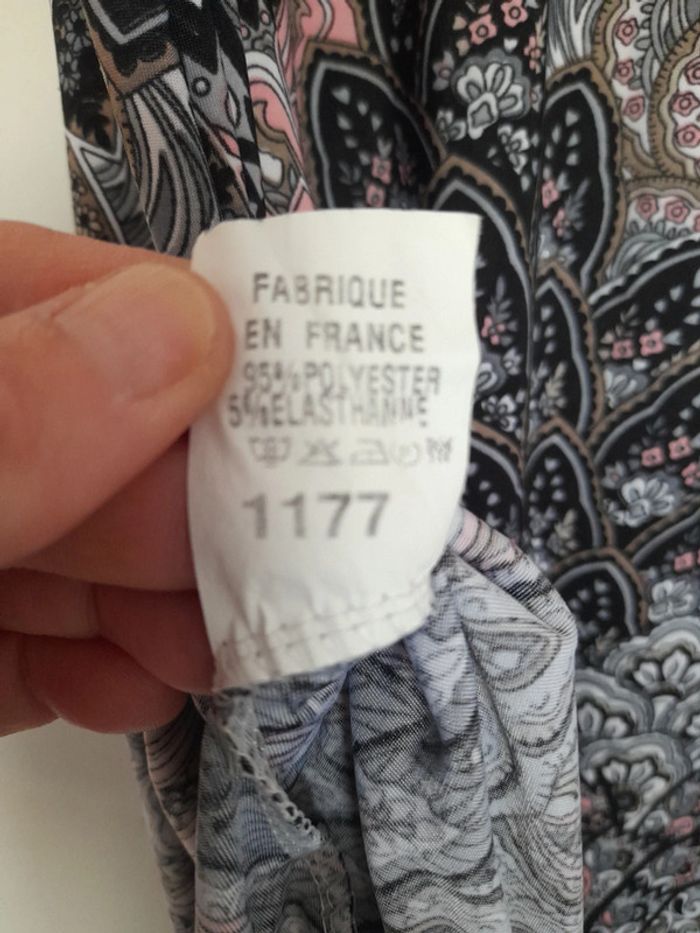 FABRIQUE
EN FRANCE
95%POLYESTER
5%ELASTHANNE
1177